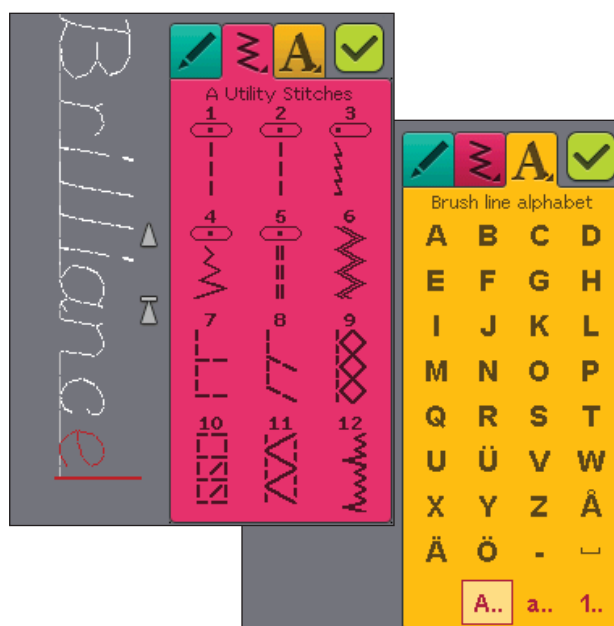 Brilliance
A
A Utility Stitches
1 2 3
4 5 6
7 8 9
10 11 12
A
Brush line alphabet
A B C D
E F G H
I J K L
M N O P
Q R S T
U Ü V W
X Y Z Å
Ä Ö - ⎵
A.. a.. 1..